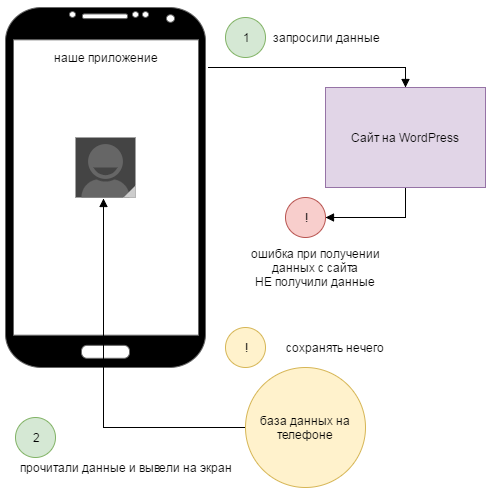 1
запросили данные
наше приложение
Сайт на WordPress
!
ошибка при получении
данных с сайта
НЕ получили данные
!
сохранять нечего
база данных на
телефоне
2
прочитали данные и вывели на экран